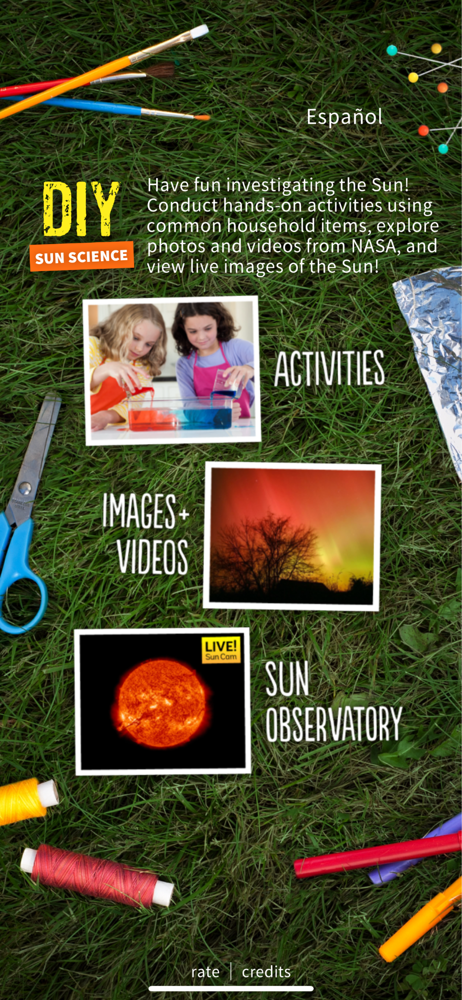 Español
DIY
SUN SCIENCE
Have fun investigating the Sun!
Conduct hands-on activities using
common household items, explore
photos and videos from NASA, and
view live images of the Sun!
ACTIVITIES
IMAGES+
VIDEOS
STAINLESS
STEEL
LIVE!
Sun Cam
SUN
OBSERVATORY
rate | credits